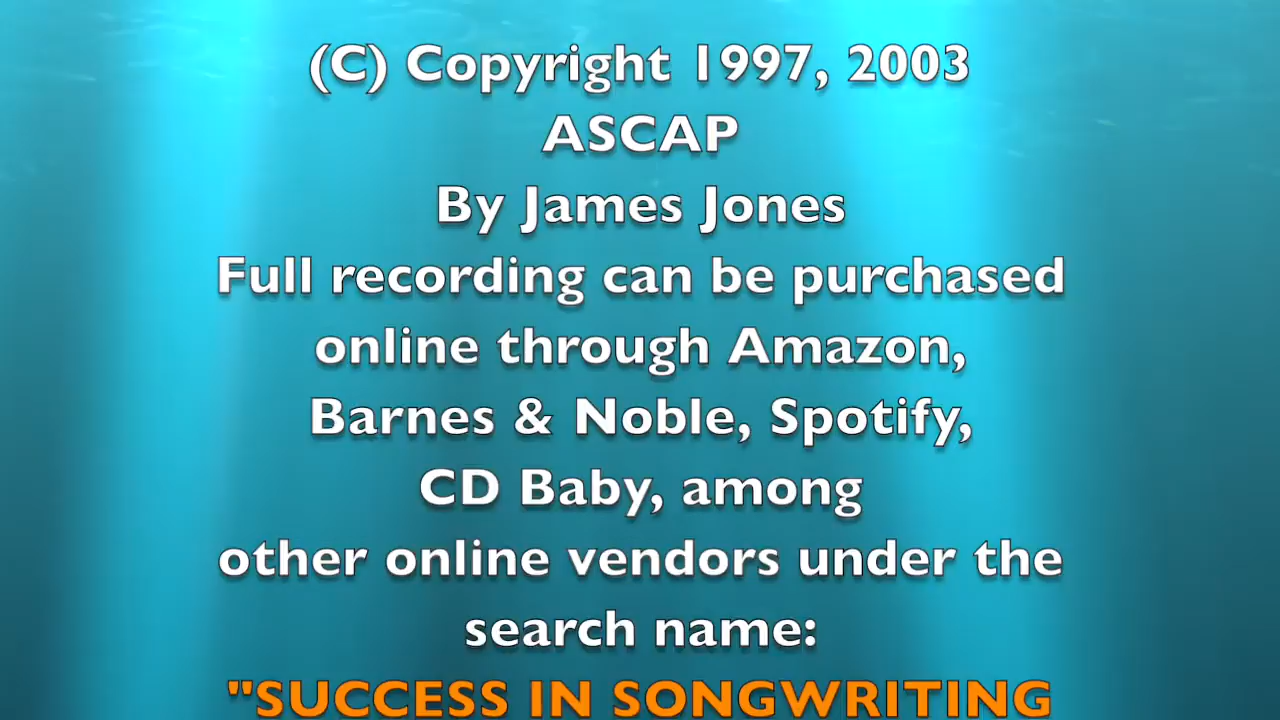 (C) Copyright 1997, 2003
ASCAP
By James Jones
Full recording can be purchased
online through Amazon,
Barnes & Noble, Spotify,
CD Baby, among
other online vendors under the
search name:
"SUCCESS IN SONGWRITING